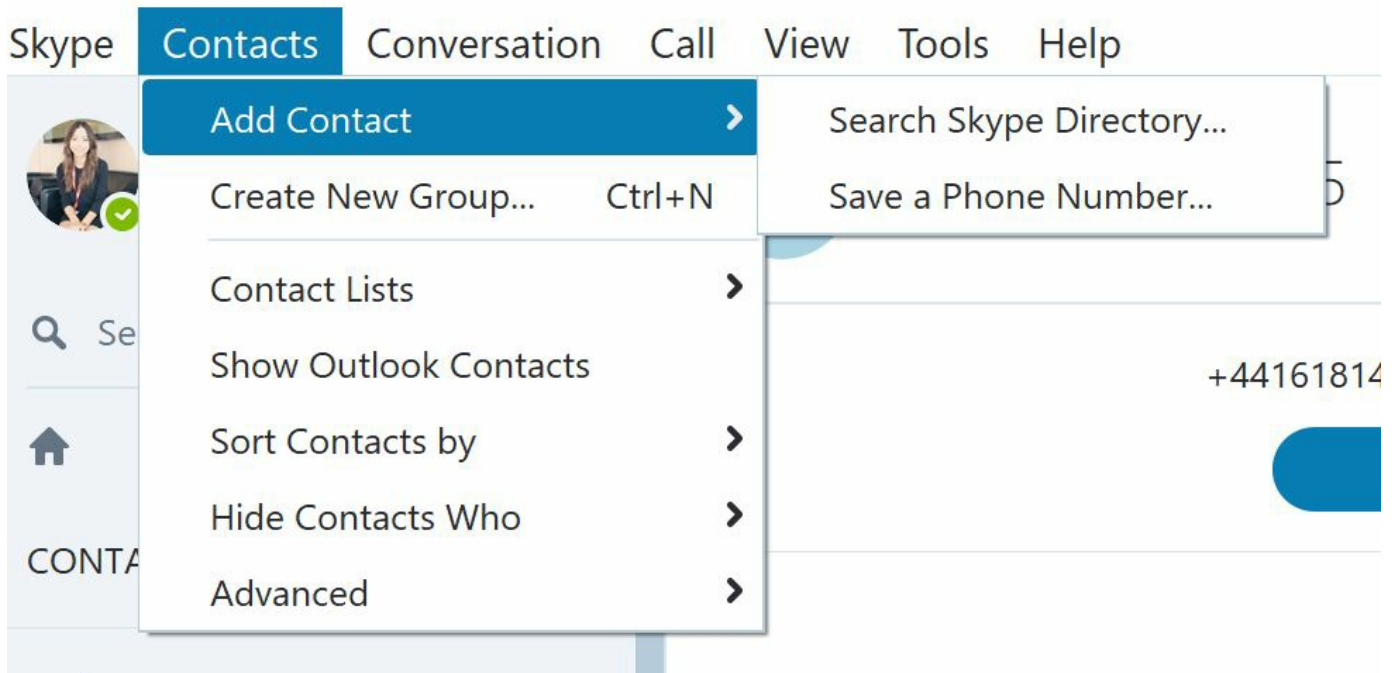 Skype Contacts Conversation Call View Tools Help
Add Contact
Search Skype Directory...
Create New Group... Ctrl+N
Save a Phone Number...
Contact Lists
Show Outlook Contacts
+44161814
Sort Contacts by
Hide Contacts Who
Advanced